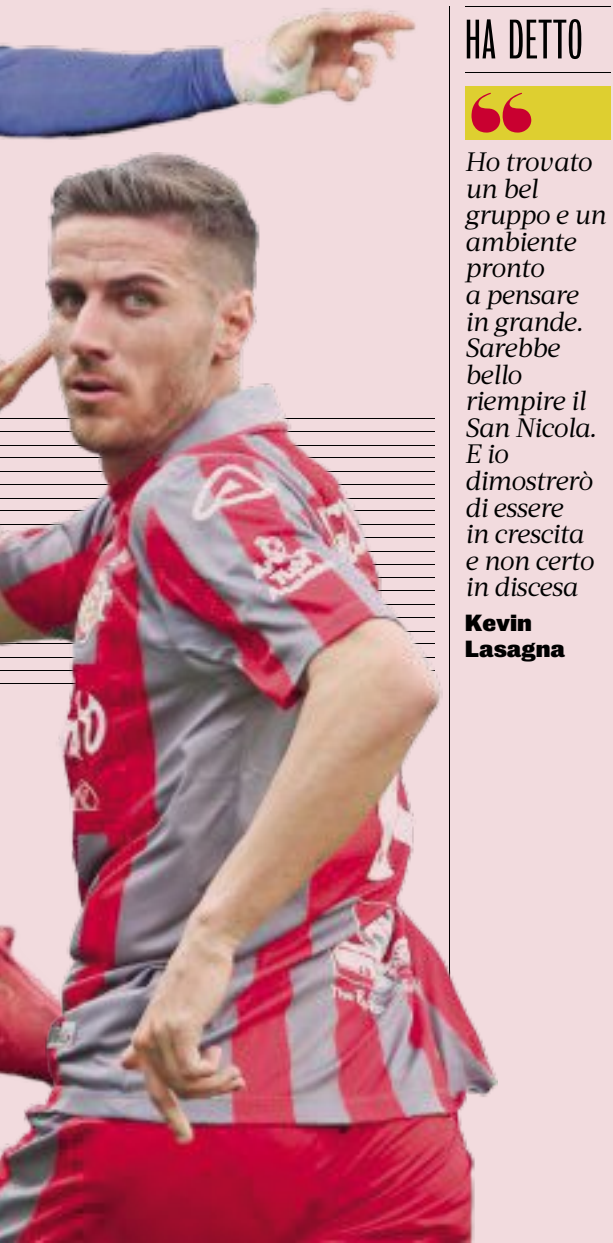 HA DETTO
Ho trovato
un bel
gruppo e un
ambiente
pronto
a pensare
in grande.
Sarebbe
bello
riempire il
San Nicola.
E io
dimostrerò
di essere
in crescita
e non certo
in discesa
Kevin
Lasagna